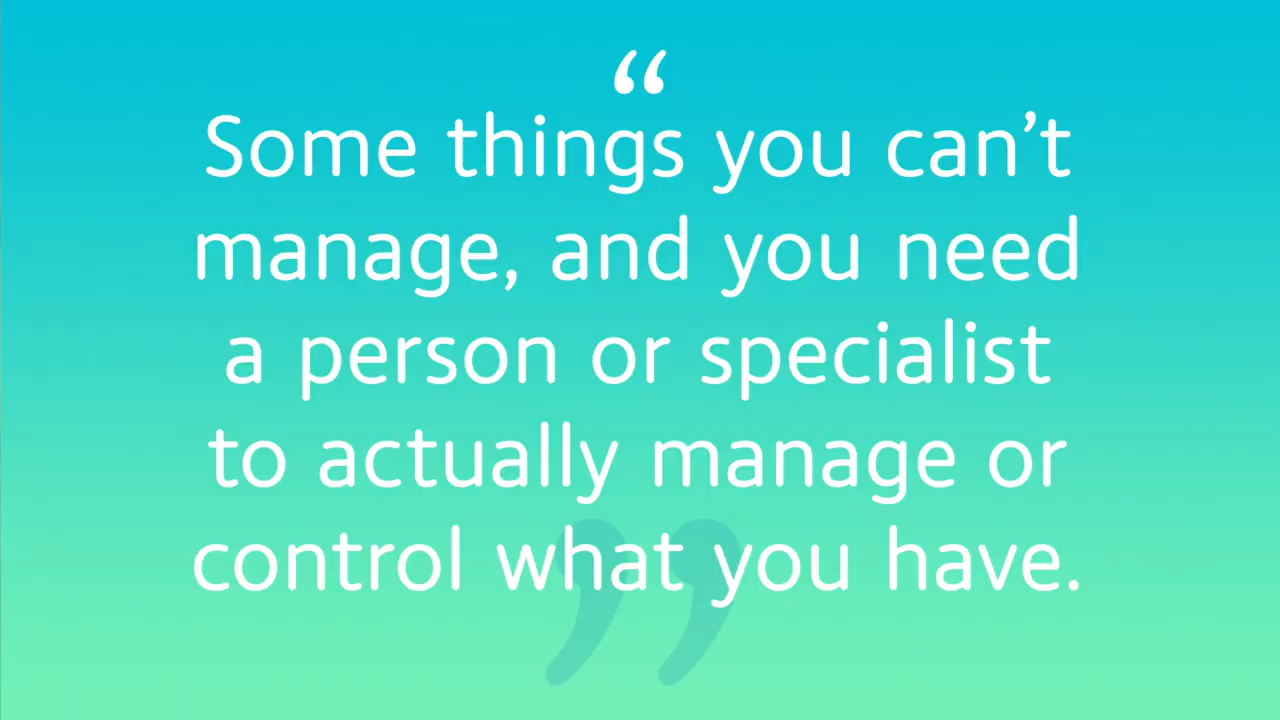 “
Some things you can’t
manage, and you need
a person or specialist
to actually manage or
control what you have.
”